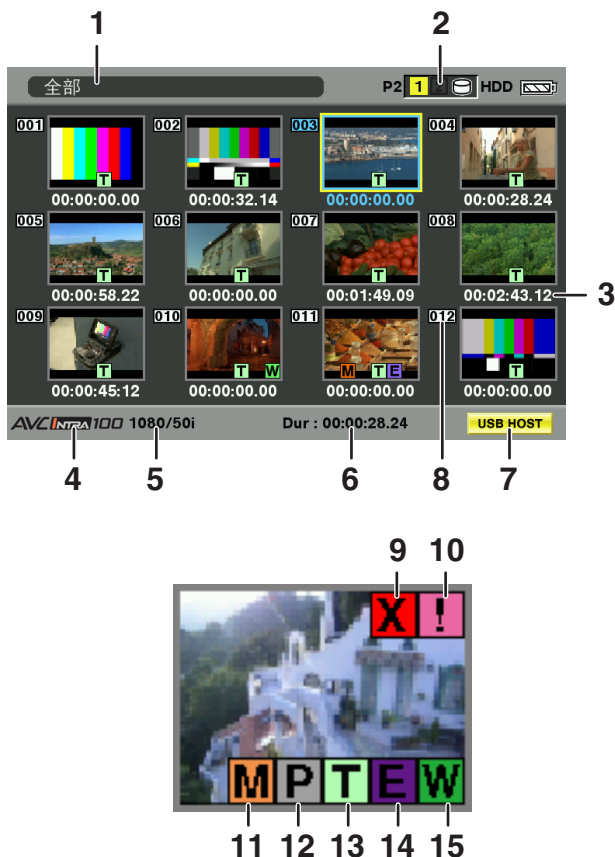 1 2
全部 P2 1 2 HDD
001 002 003 004
T T T T
00:00:00.00 00:00:32.14 00:00:00.00 00:00:28.24
005 006 007 008
T T T T
00:00:58.22 00:00:00.00 00:01:49.09 00:02:43.12 3
009 010 011 012
T T W M T E T
00:00:45:12 00:00:00.00 00:00:00.00 00:00:00.00
AVC INTRA 100 1080/50i Dur : 00:00:28.24 USB HOST
4 5 6 8 7
9 10
X !
M P T E W
11 12 13 14 15